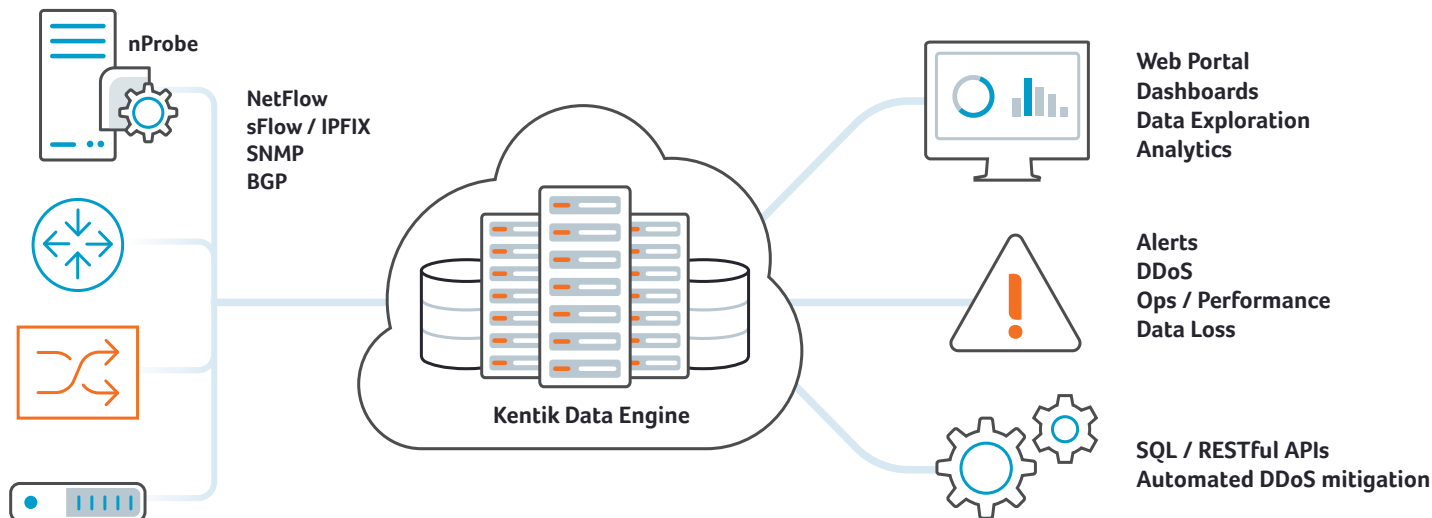 nProbe
NetFlow
sFlow / IPFIX
SNMP
BGP
Kentik Data Engine
Web Portal
Dashboards
Data Exploration
Analytics
Alerts
DDoS
Ops / Performance
Data Loss
SQL / RESTful APIs
Automated DDoS mitigation